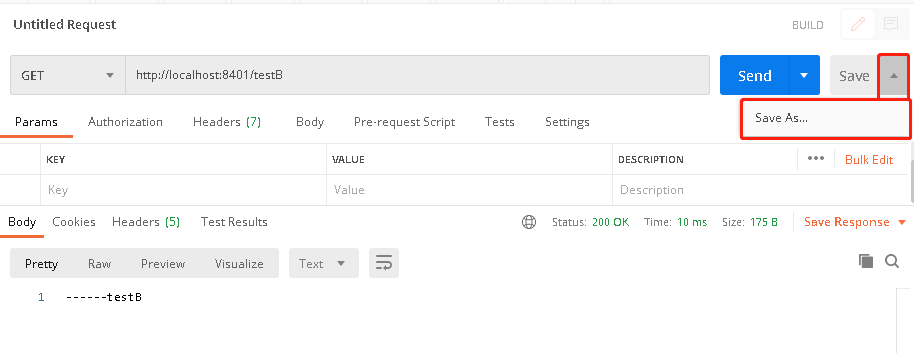 Untitled Request BUILD
GET http://localhost:8401/testB Send Save
Save As...
Params Authorization Headers (7) Body Pre-request Script Tests Settings
KEY VALUE DESCRIPTION ••• Bulk Edit
Key Value Description
Body Cookies Headers (5) Test Results Status: 200 OK Time: 10 ms Size: 175 B Save Response
Pretty Raw Preview Visualize Text
1 ------testB